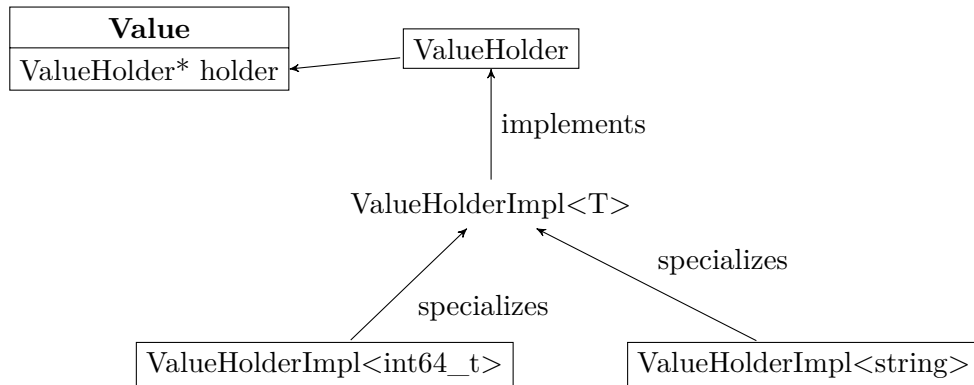 Value
ValueHolder* holder
ValueHolder
implements
ValueHolderImpl<T>
specializes
specializes
ValueHolderImpl<int64_t>
ValueHolderImpl<string>